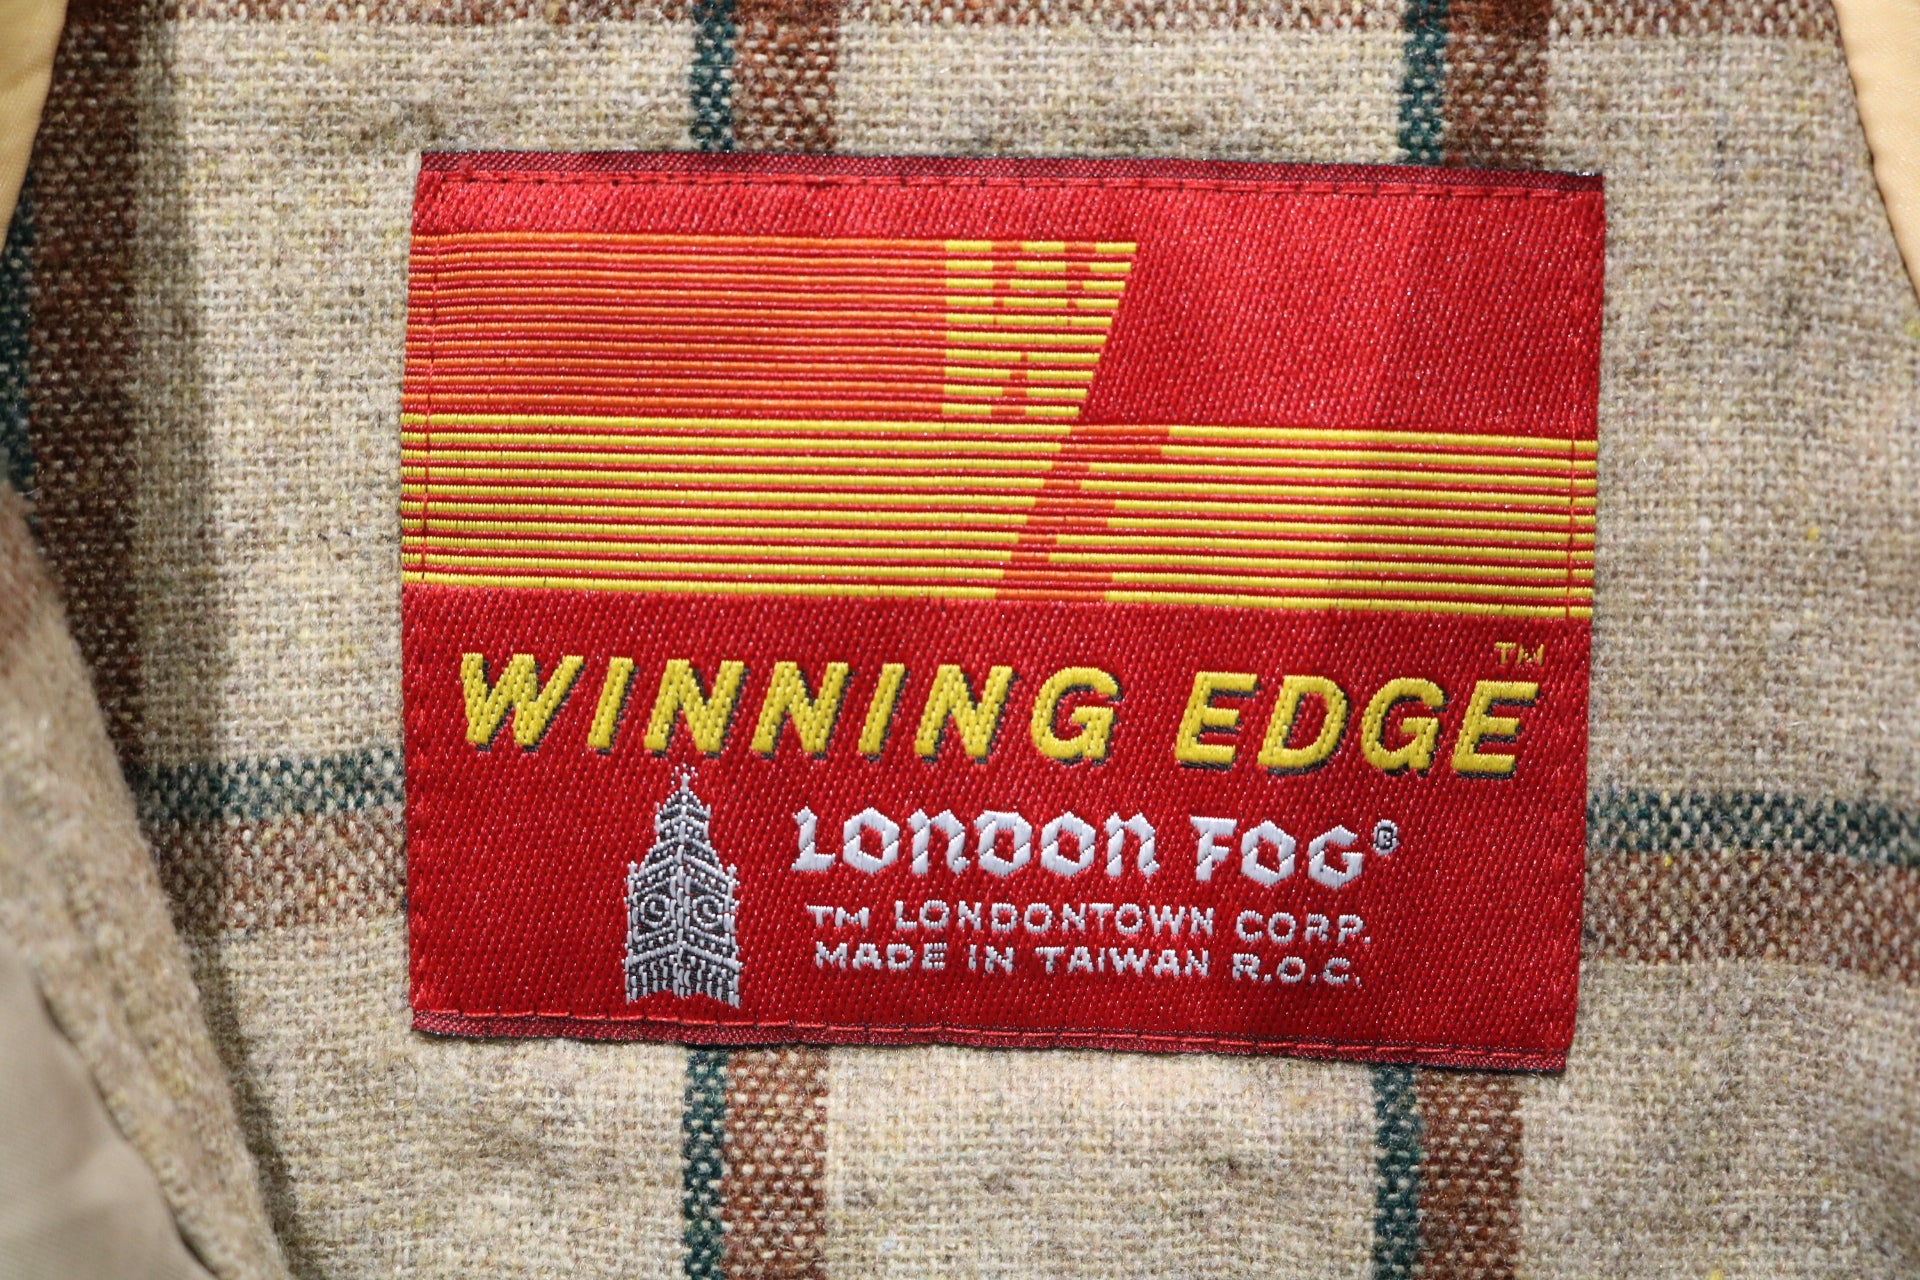 WINNING EDGE™
LONDON FOG®
TM LONDONTOWN CORP.
MADE IN TAIWAN R.O.C.